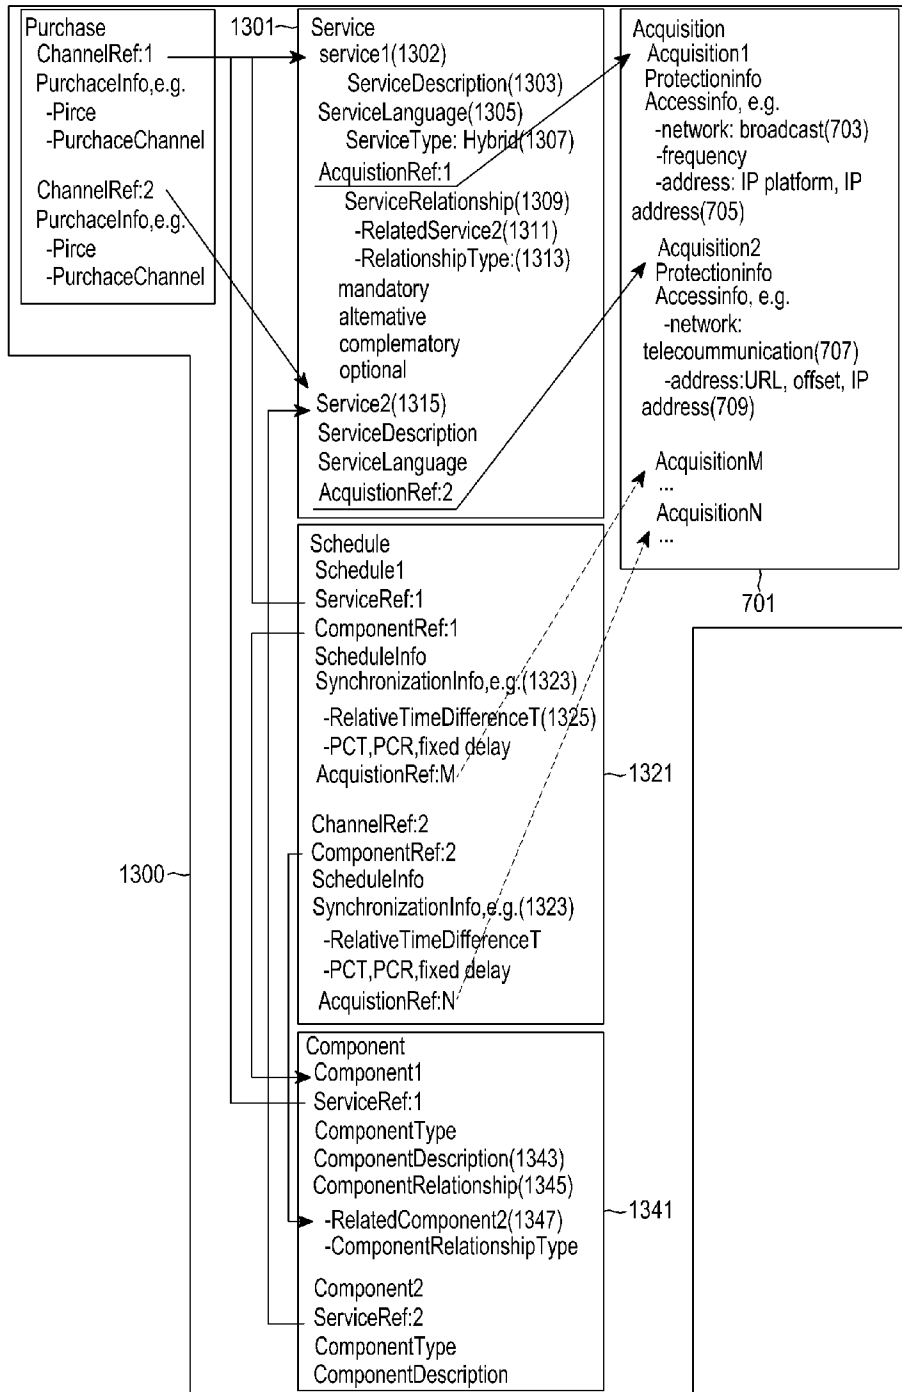 Purchase
ChannelRef:1
PurchaceInfo,e.g.
-Pirce
-PurchaceChannel
ChannelRef:2
PurchaceInfo,e.g.
-Pirce
-PurchaceChannel
1301
Service
service1(1302)
ServiceDescription(1303)
ServiceLanguage(1305)
ServiceType: Hybrid(1307)
AcquistionRef:1
ServiceRelationship(1309)
-RelatedService2(1311)
-RelationshipType:(1313)
mandatory
altemative
complematory
optional
Service2(1315)
ServiceDescription
ServiceLanguage
AcquistionRef:2
Acquisition
Acquisition1
Protectioninfo
Accessinfo, e.g.
-network: broadcast(703)
-frequency
-address: IP platform, IP
address(705)
Acquisition2
Protectioninfo
Accessinfo, e.g.
-network:
telecoummunication(707)
-address:URL, offset, IP
address(709)
AcquisitionM
...
AcquisitionN
...
701
Schedule
Schedule1
ServiceRef:1
ComponentRef:1
ScheduleInfo
SynchronizationInfo,e.g.(1323)
-RelativeTimeDifferenceT(1325)
-PCT,PCR,fixed delay
AcquistionRef:M
ChannelRef:2
ComponentRef:2
ScheduleInfo
SynchronizationInfo,e.g.(1323)
-RelativeTimeDifferenceT
-PCT,PCR,fixed delay
AcquistionRef:N
1321
1300
Component
Component1
ServiceRef:1
ComponentType
ComponentDescription(1343)
ComponentRelationship(1345)
-RelatedComponent2(1347)
-ComponentRelationshipType
Component2
ServiceRef:2
ComponentType
ComponentDescription
1341